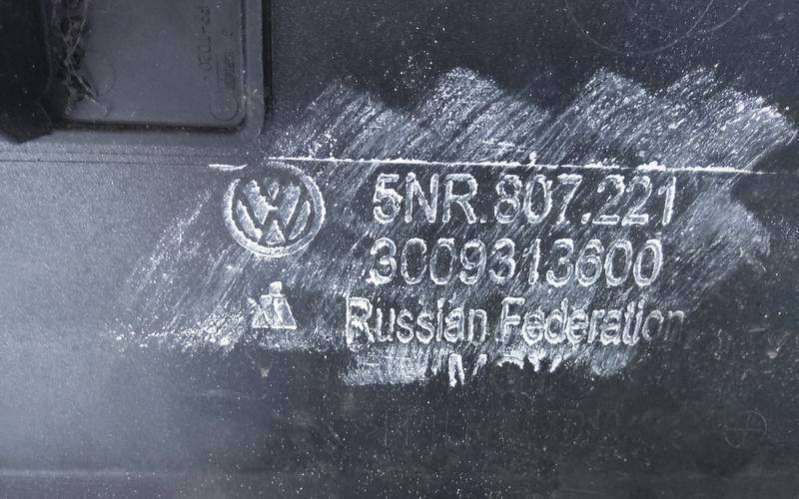 5NR.807.221
3009313600
Russian Federation